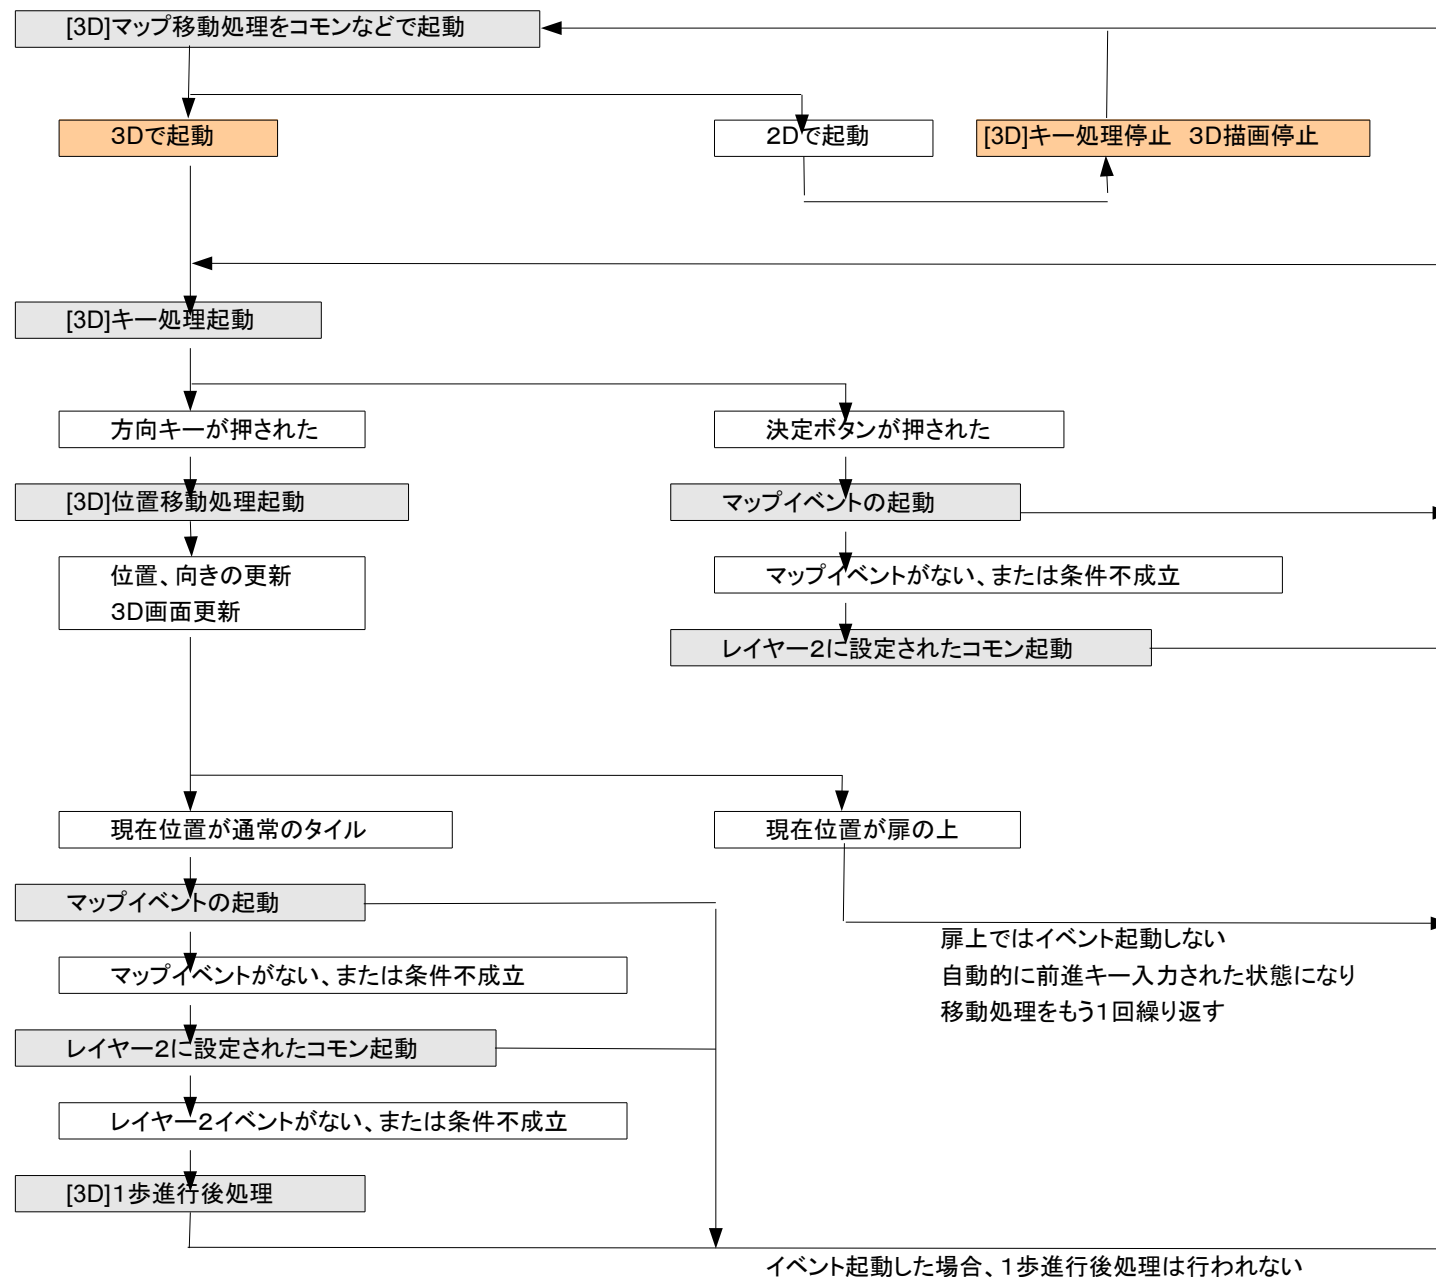 [3D]マップ移動処理をコモンなどで起動
3Dで起動
2Dで起動
[3D]キー処理停止　3D描画停止
[3D]キー処理起動
方向キーが押された
決定ボタンが押された
[3D]位置移動処理起動
マップイベントの起動
位置、向きの更新
3D画面更新
マップイベントがない、または条件不成立
レイヤー2に設定されたコモン起動
現在位置が通常のタイル
現在位置が扉の上
マップイベントの起動
扉上ではイベント起動しない
自動的に前進キー入力された状態になり
移動処理をもう1回繰り返す
マップイベントがない、または条件不成立
レイヤー2に設定されたコモン起動
レイヤー2イベントがない、または条件不成立
[3D]1歩進行後処理
イベント起動した場合、1歩進行後処理は行われない